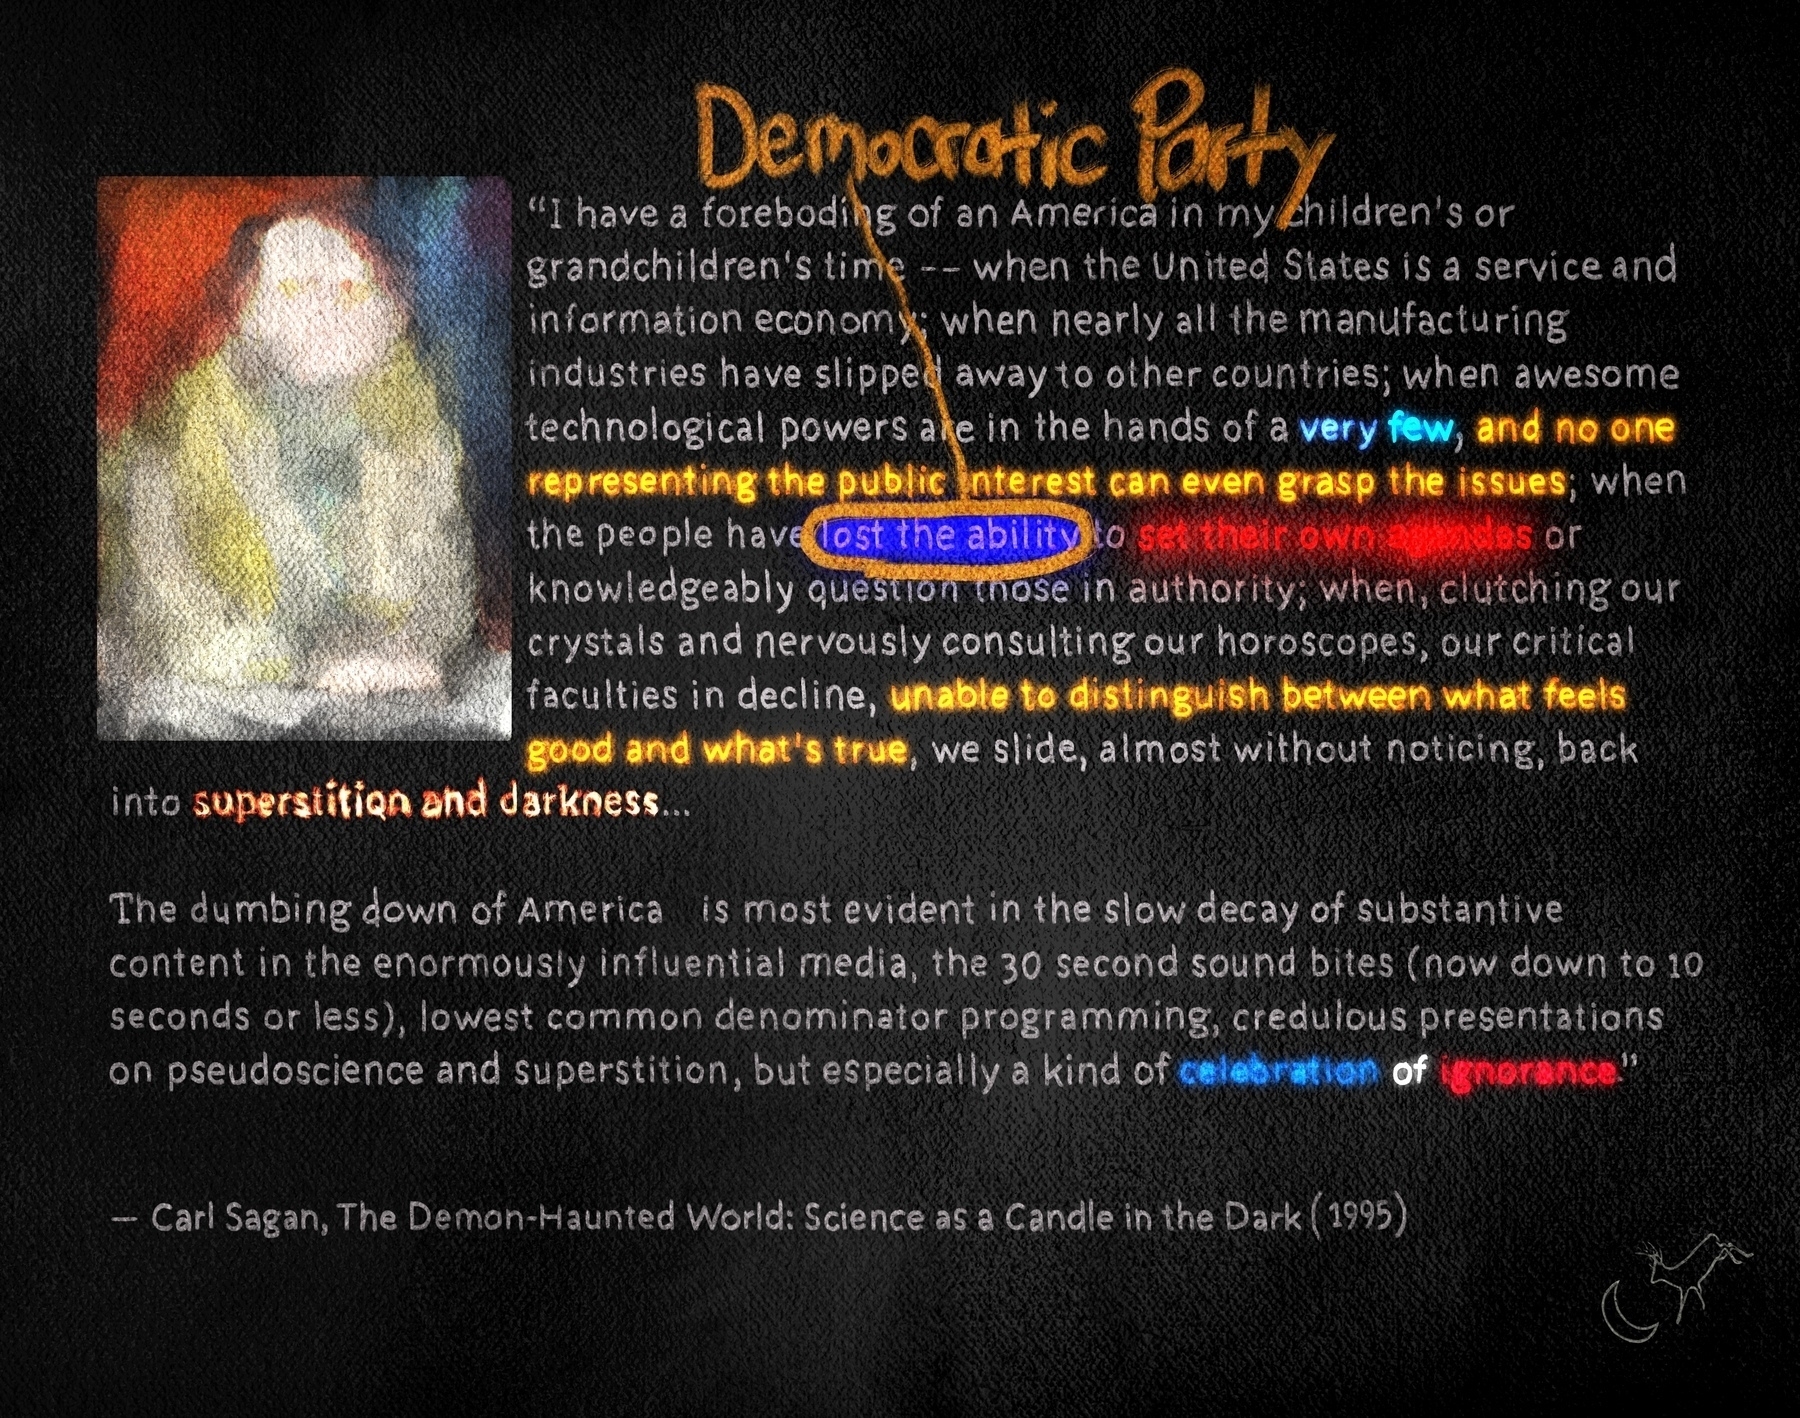 Democratic Party
“I have a foreboding of an America in my children's or
grandchildren's time -- when the United States is a service and
information economy; when nearly all the manufacturing
industries have slipped away to other countries; when awesome
technological powers are in the hands of a very few, and no one
representing the public interest can even grasp the issues; when
the people have lost the ability to set their own agendas or
knowledgeably question those in authority; when, clutching our
crystals and nervously consulting our horoscopes, our critical
faculties in decline, unable to distinguish between what feels
good and what's true, we slide, almost without noticing, back
into superstition and darkness...
The dumbing down of America is most evident in the slow decay of substantive
content in the enormously influential media, the 30 second sound bites (now down to 10
seconds or less), lowest common denominator programming, credulous presentations
on pseudoscience and superstition, but especially a kind of celebration of ignorance”
— Carl Sagan, The Demon-Haunted World: Science as a Candle in the Dark (1995)